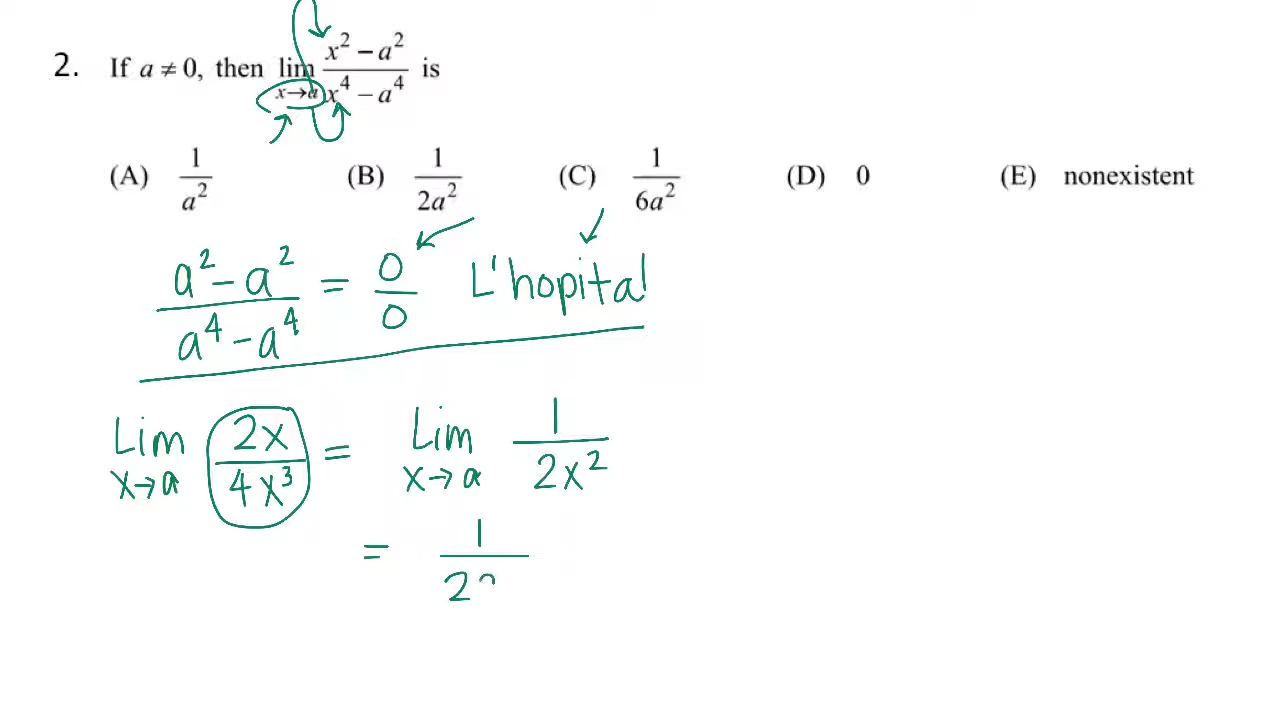 2. If a ≠ 0, then lim x→a (x² − a²)/(x⁴ − a⁴) is
(A) 1/a² (B) 1/2a² (C) 1/6a² (D) 0 (E) nonexistent
(a² − a²)/(a⁴ − a⁴) = 0/0 L'hopital
Lim x→a 2x/4x³ = Lim x→a 1/2x²
= 1/2